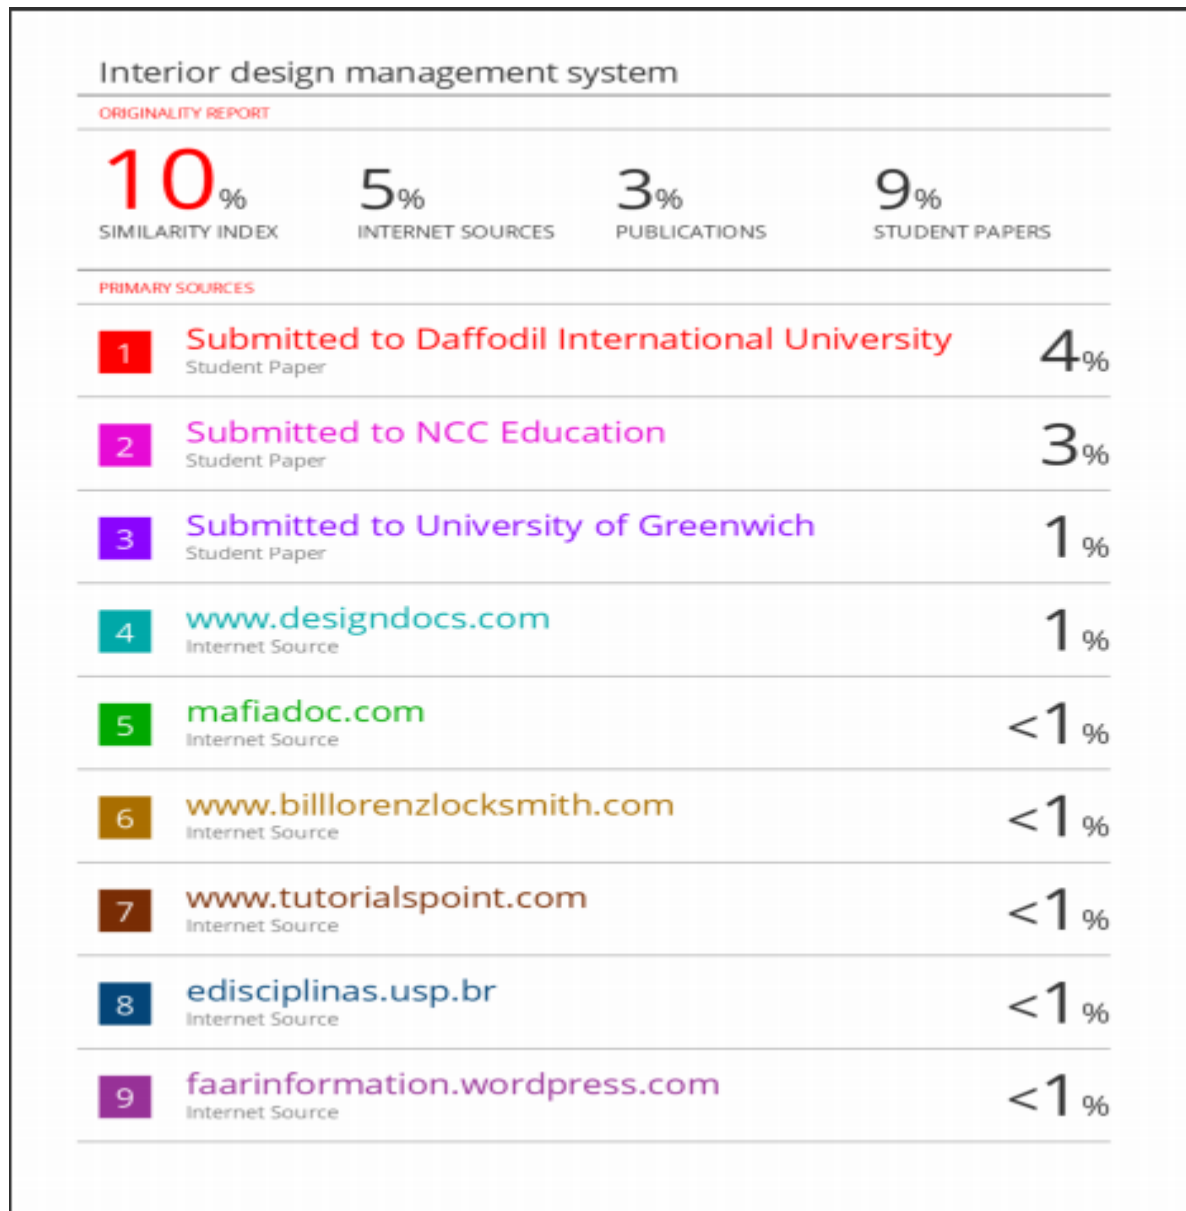 Interior design management system
ORIGINALITY REPORT
10% 5% 3% 9%
SIMILARITY INDEX INTERNET SOURCES PUBLICATIONS STUDENT PAPERS
PRIMARY SOURCES
1 Submitted to Daffodil International University 4%
Student Paper
2 Submitted to NCC Education 3%
Student Paper
3 Submitted to University of Greenwich 1%
Student Paper
4 www.designdocs.com 1%
Internet Source
5 mafiadoc.com <1%
Internet Source
6 www.billlorenzlocksmith.com <1%
Internet Source
7 www.tutorialspoint.com <1%
Internet Source
8 edisciplinas.usp.br <1%
Internet Source
9 faarinformation.wordpress.com <1%
Internet Source